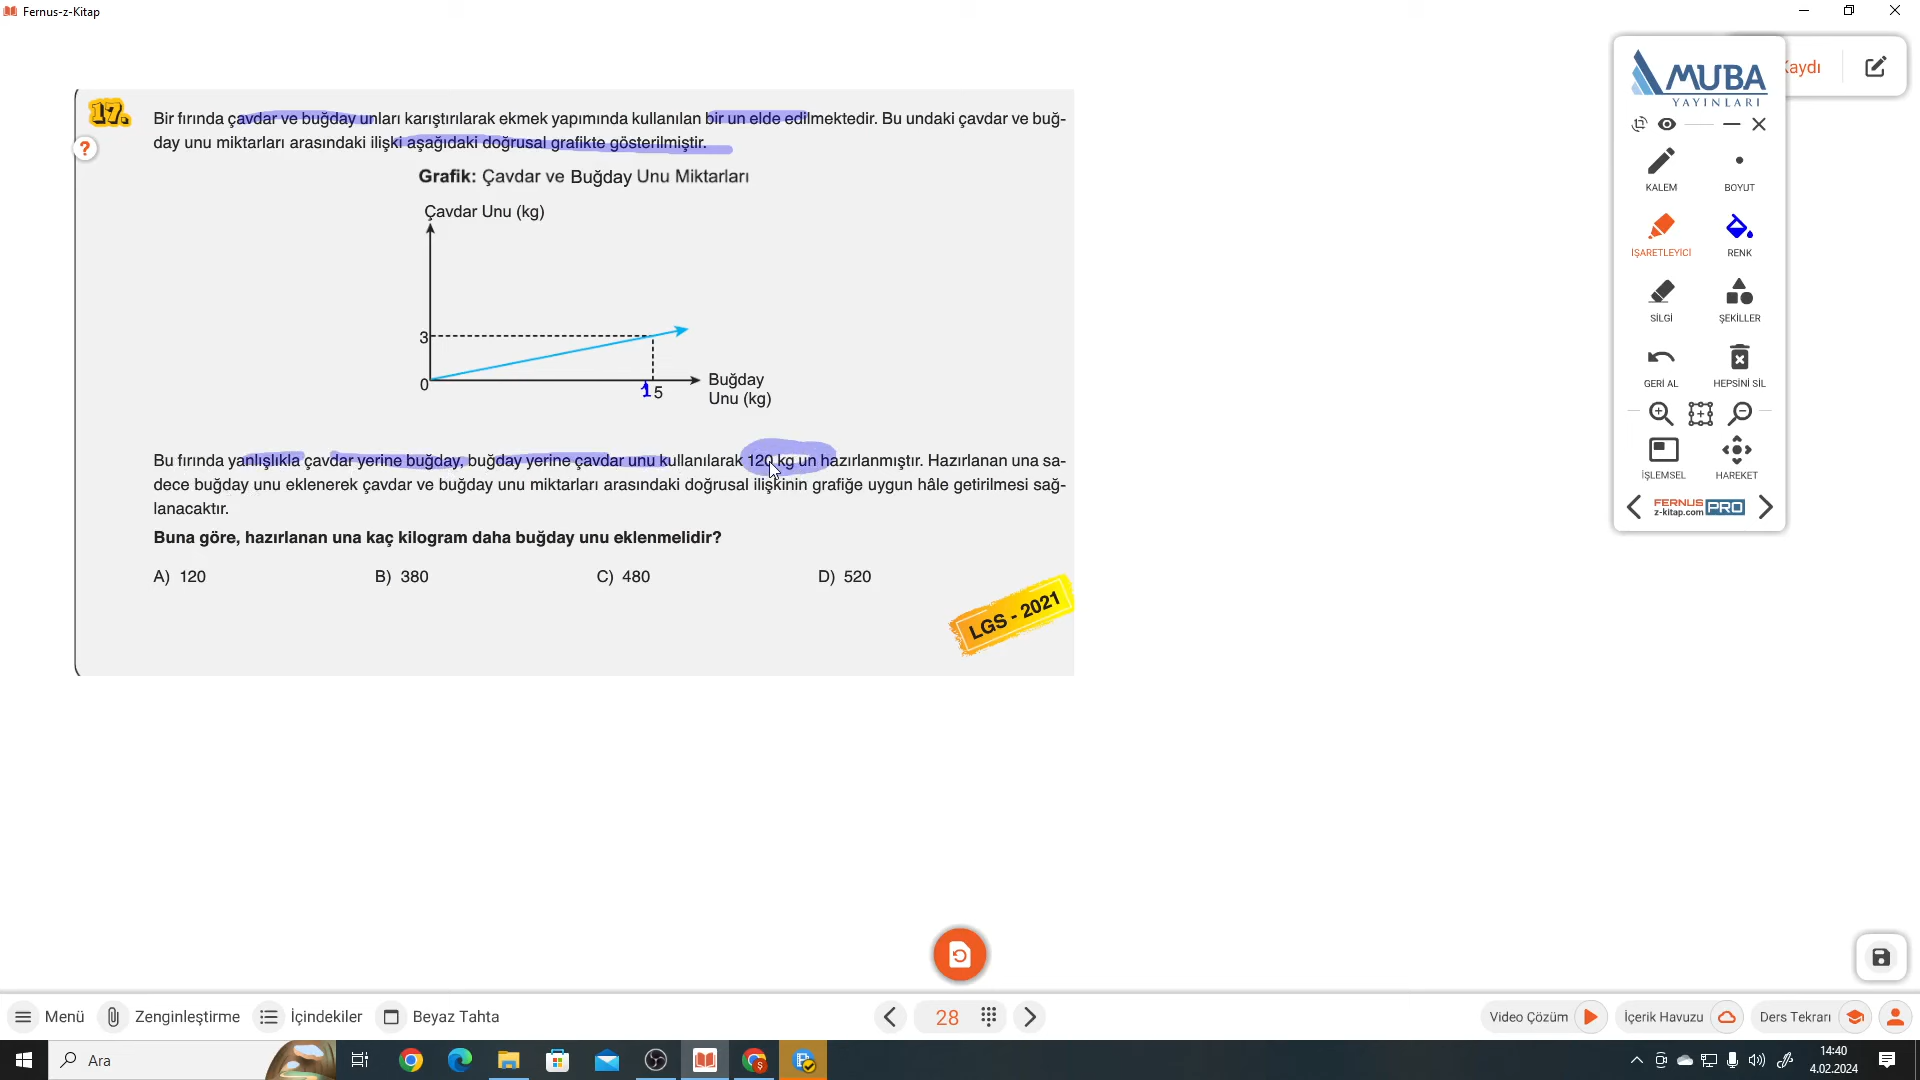 Fernus-z-Kitap
17.
Bir fırında çavdar ve buğday unları karıştırılarak ekmek yapımında kullanılan bir un elde edilmektedir. Bu undaki çavdar ve buğ-
day unu miktarları arasındaki ilişki aşağıdaki doğrusal grafikte gösterilmiştir.
?
Grafik: Çavdar ve Buğday Unu Miktarları
Çavdar Unu (kg)
3
0
15
Buğday
Unu (kg)
Bu fırında yanlışlıkla çavdar yerine buğday, buğday yerine çavdar unu kullanılarak 120 kg un hazırlanmıştır. Hazırlanan una sa-
dece buğday unu eklenerek çavdar ve buğday unu miktarları arasındaki doğrusal ilişkinin grafiğe uygun hâle getirilmesi sağ-
lanacaktır.
Buna göre, hazırlanan una kaç kilogram daha buğday unu eklenmelidir?
A) 120 B) 380 C) 480 D) 520
LGS - 2021
MUBA
YAYINLARI
Kaydı
KALEM BOYUT
İŞARETLEYİCİ RENK
SİLGİ ŞEKİLLER
GERİ AL HEPSİNİ SİL
İŞLEMSEL HAREKET
FERNUS
z-kitap.com PRO
Menü Zenginleştirme İçindekiler Beyaz Tahta 28 Video Çözüm İçerik Havuzu Ders Tekrarı
Ara
14:40
4.02.2024